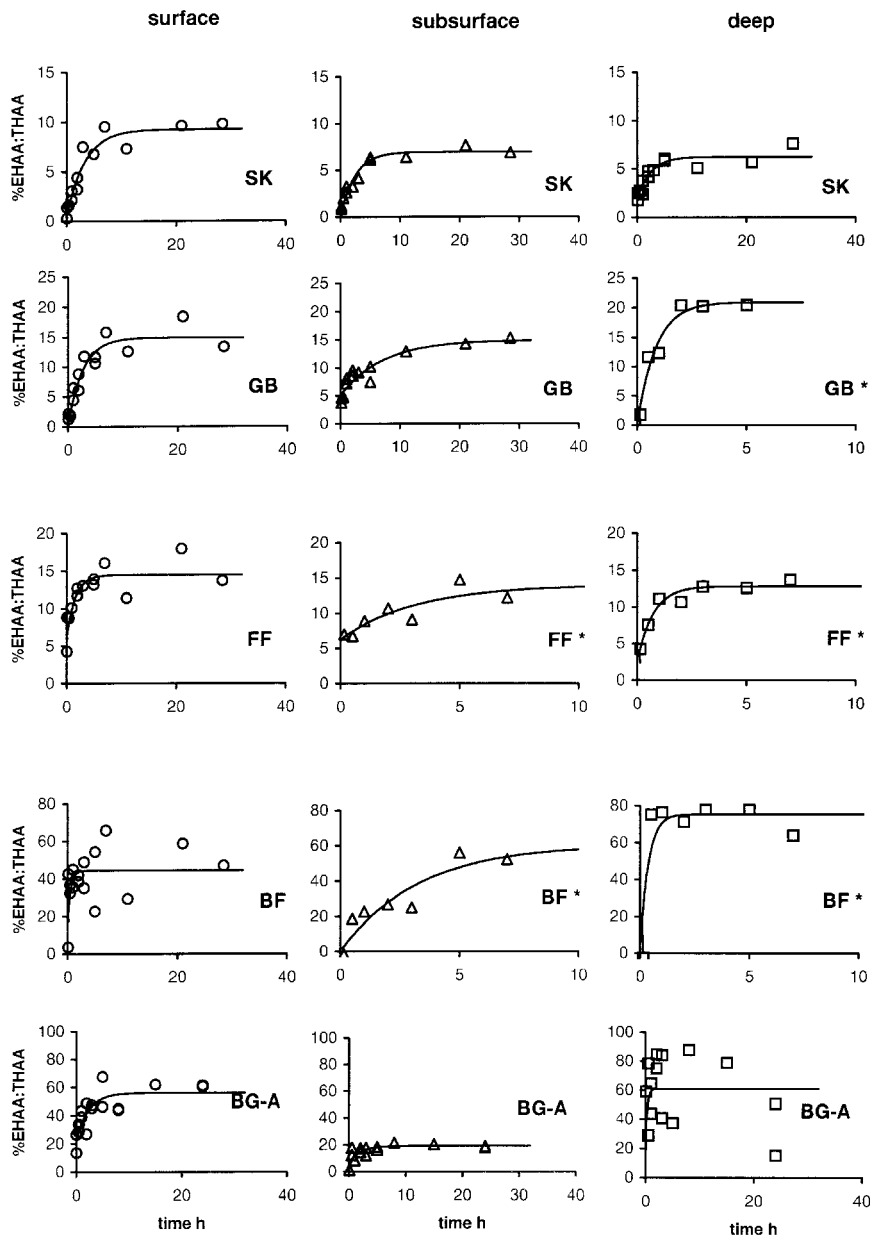 surface subsurface deep
%EHAA:THAA
15 15 15
10 10 10
5 5 5
0 0 0
SK SK SK
0 20 40 0 10 20 30 40 0 20 40
%EHAA:THAA
25 25 25
20 20 20
15 15 15
10 10 10
5 5 5
0 0 0
GB GB GB *
0 20 40 0 10 20 30 40 0 5 10
%EHAA:THAA
20 20 20
15 15 15
10 10 10
5 5 5
0 0 0
FF FF * FF *
0 20 40 0 5 10 0 5 10
%EHAA:THAA
80 80 80
60 60 60
40 40 40
20 20 20
0 0 0
BF BF * BF *
0 20 40 0 5 10 0 5 10
%EHAA:THAA
100 100 100
80 80 80
60 60 60
40 40 40
20 20 20
0 0 0
BG-A BG-A BG-A
0 20 40 0 10 20 30 40 0 20 40
time h time h time h